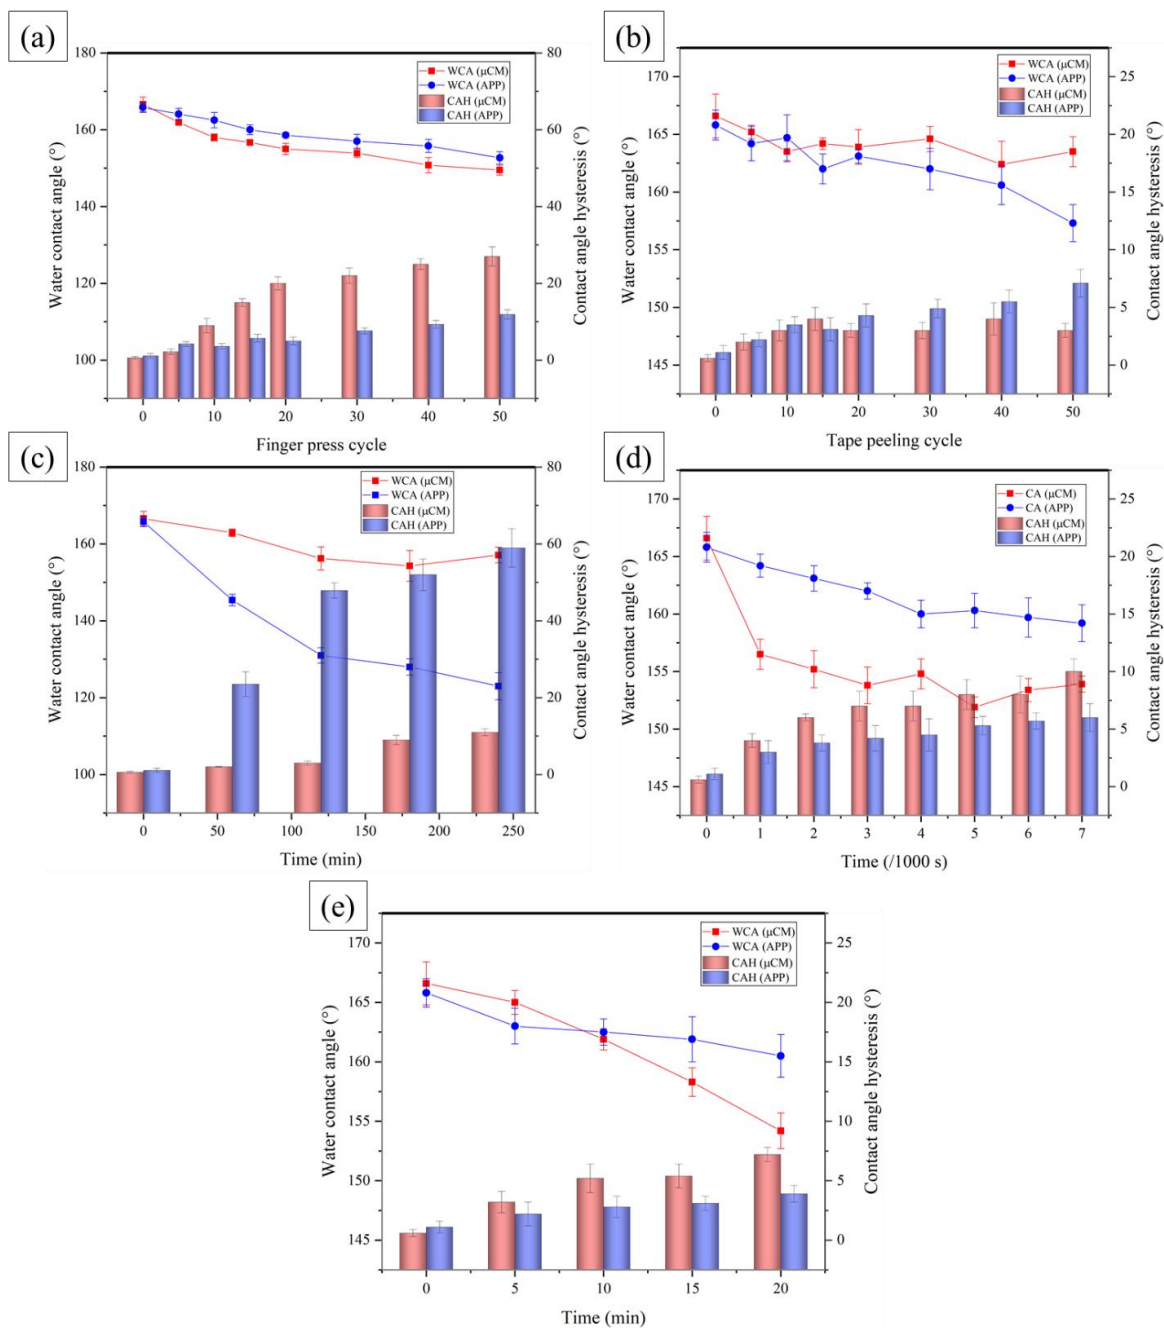 (a)
180
160
140
120
100
80
60
40
20
0
WCA (μCM)
WCA (APP)
CAH (μCM)
CAH (APP)
Water contact angle (°)
Contact angle hysteresis (°)
0 10 20 30 40 50
Finger press cycle
(b)
170
165
160
155
150
145
25
20
15
10
5
0
WCA (μCM)
WCA (APP)
CAH (μCM)
CAH (APP)
Water contact angle (°)
Contact angle hysteresis (°)
0 10 20 30 40 50
Tape peeling cycle
(c)
180
160
140
120
100
80
60
40
20
0
WCA (μCM)
WCA (APP)
CAH (μCM)
CAH (APP)
Water contact angle (°)
Contact angle hysteresis (°)
0 50 100 150 200 250
Time (min)
(d)
170
165
160
155
150
145
25
20
15
10
5
0
CA (μCM)
CA (APP)
CAH (μCM)
CAH (APP)
Water contact angle (°)
Contact angle hysteresis (°)
0 1 2 3 4 5 6 7
Time (/1000 s)
(e)
170
165
160
155
150
145
25
20
15
10
5
0
WCA (μCM)
WCA (APP)
CAH (μCM)
CAH (APP)
Water contact angle (°)
Contact angle hysteresis (°)
0 5 10 15 20
Time (min)